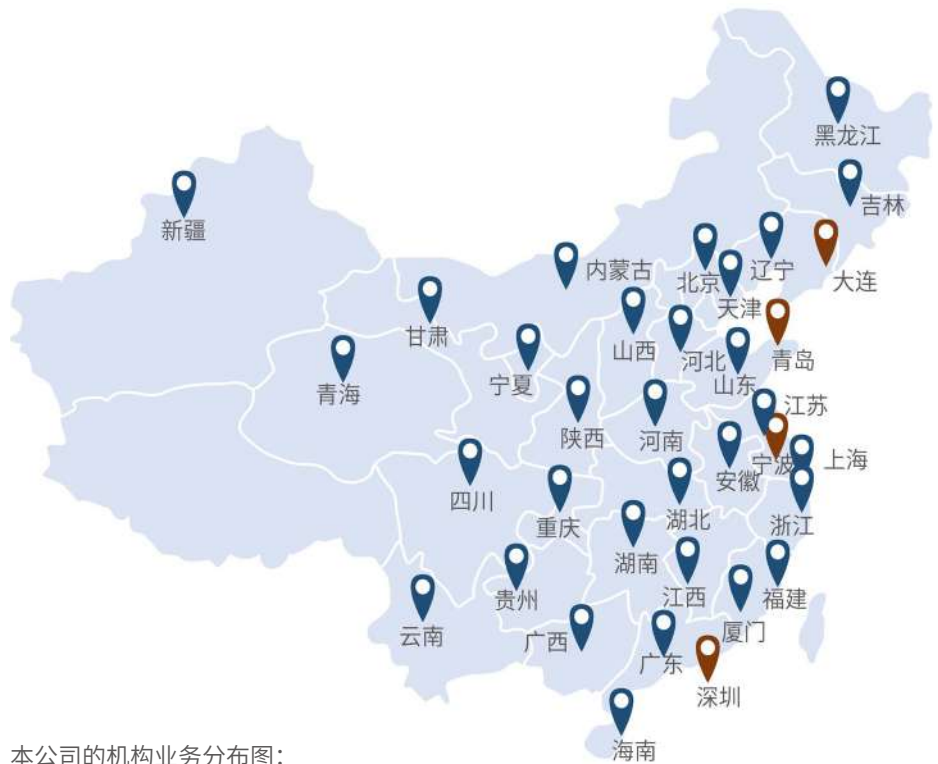 黑龙江
吉林
新疆
内蒙古
北京
辽宁
大连
天津
甘肃
山西
河北
青岛
宁夏
山东
青海
江苏
陕西
河南
宁波
上海
安徽
四川
重庆
湖北
浙江
湖南
贵州
江西
福建
云南
广西
厦门
广东
深圳
海南
本公司的机构业务分布图：